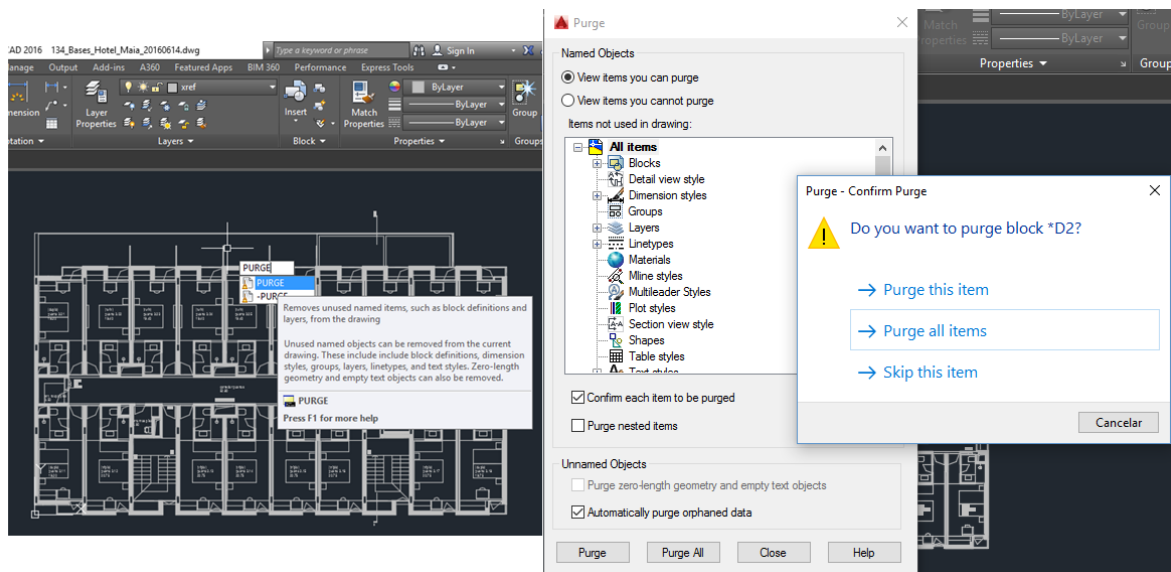 CAD 2016 134_Bases_Hotel_Maia_20160614.dwg
Type a keyword or phrase
Sign In
anage Output Add-ins A360 Featured Apps BIM 360 Performance Express Tools
xref
ByLayer
ByLayer
ByLayer
mension
Layer
Properties
Insert
Match
Properties
Group
tation
Layers
Block
Properties
Groups
PURGE
PURGE
-PURGE
Removes unused named items, such as block definitions and
layers, from the drawing
Unused named objects can be removed from the current
drawing. These include include block definitions, dimension
styles, groups, layers, linetypes, and text styles. Zero-length
geometry and empty text objects can also be removed.
PURGE
Press F1 for more help
Purge
Named Objects
View items you can purge
View items you cannot purge
Items not used in drawing:
All items
Blocks
Detail view style
Dimension styles
Groups
Layers
Linetypes
Materials
Mline styles
Multileader Styles
Plot styles
Section view style
Shapes
Table styles
Text styles
Confirm each item to be purged
Purge nested items
Unnamed Objects
Purge zero-length geometry and empty text objects
Automatically purge orphaned data
Purge
Purge All
Close
Help
Match
Properties
ByLayer
ByLayer
Group
Properties
Group
Purge - Confirm Purge
Do you want to purge block *D2?
Purge this item
Purge all items
Skip this item
Cancelar